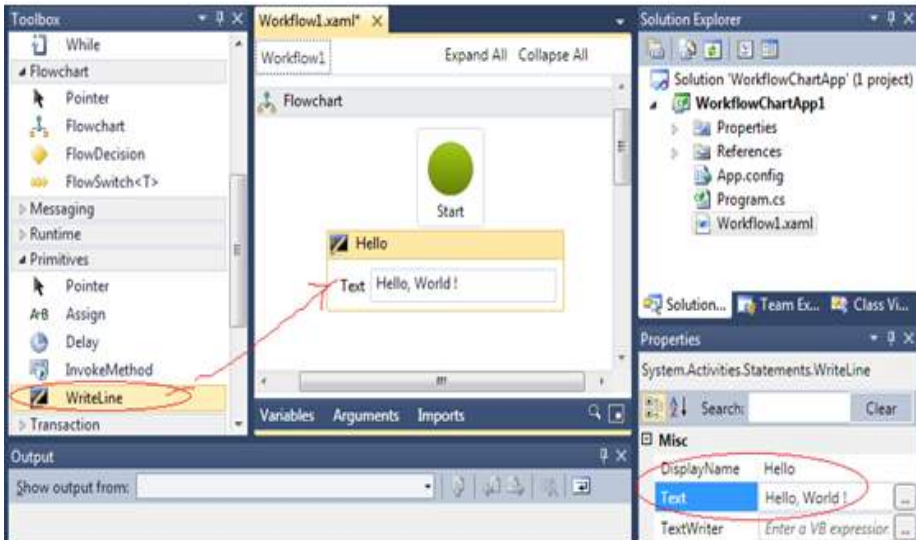 Toolbox
While
Flowchart
Pointer
Flowchart
FlowDecision
FlowSwitch<T>
Messaging
Runtime
Primitives
Pointer
A+B Assign
Delay
InvokeMethod
WriteLine
Transaction
Workflow1.xaml*
Workflow1
Expand All Collapse All
Flowchart
Start
Hello
Text Hello, World !
Variables Arguments Imports
Output
Show output from:
Solution Explorer
Solution 'WorkflowChartApp' (1 project)
WorkflowChartApp1
Properties
References
App.config
Program.cs
Workflow1.xaml
Solution... Team Ex... Class Vi...
Properties
System.Activities.Statements.WriteLine
Search: Clear
Misc
DisplayName Hello
Text Hello, World ! ...
TextWriter Enter a VB expression ...